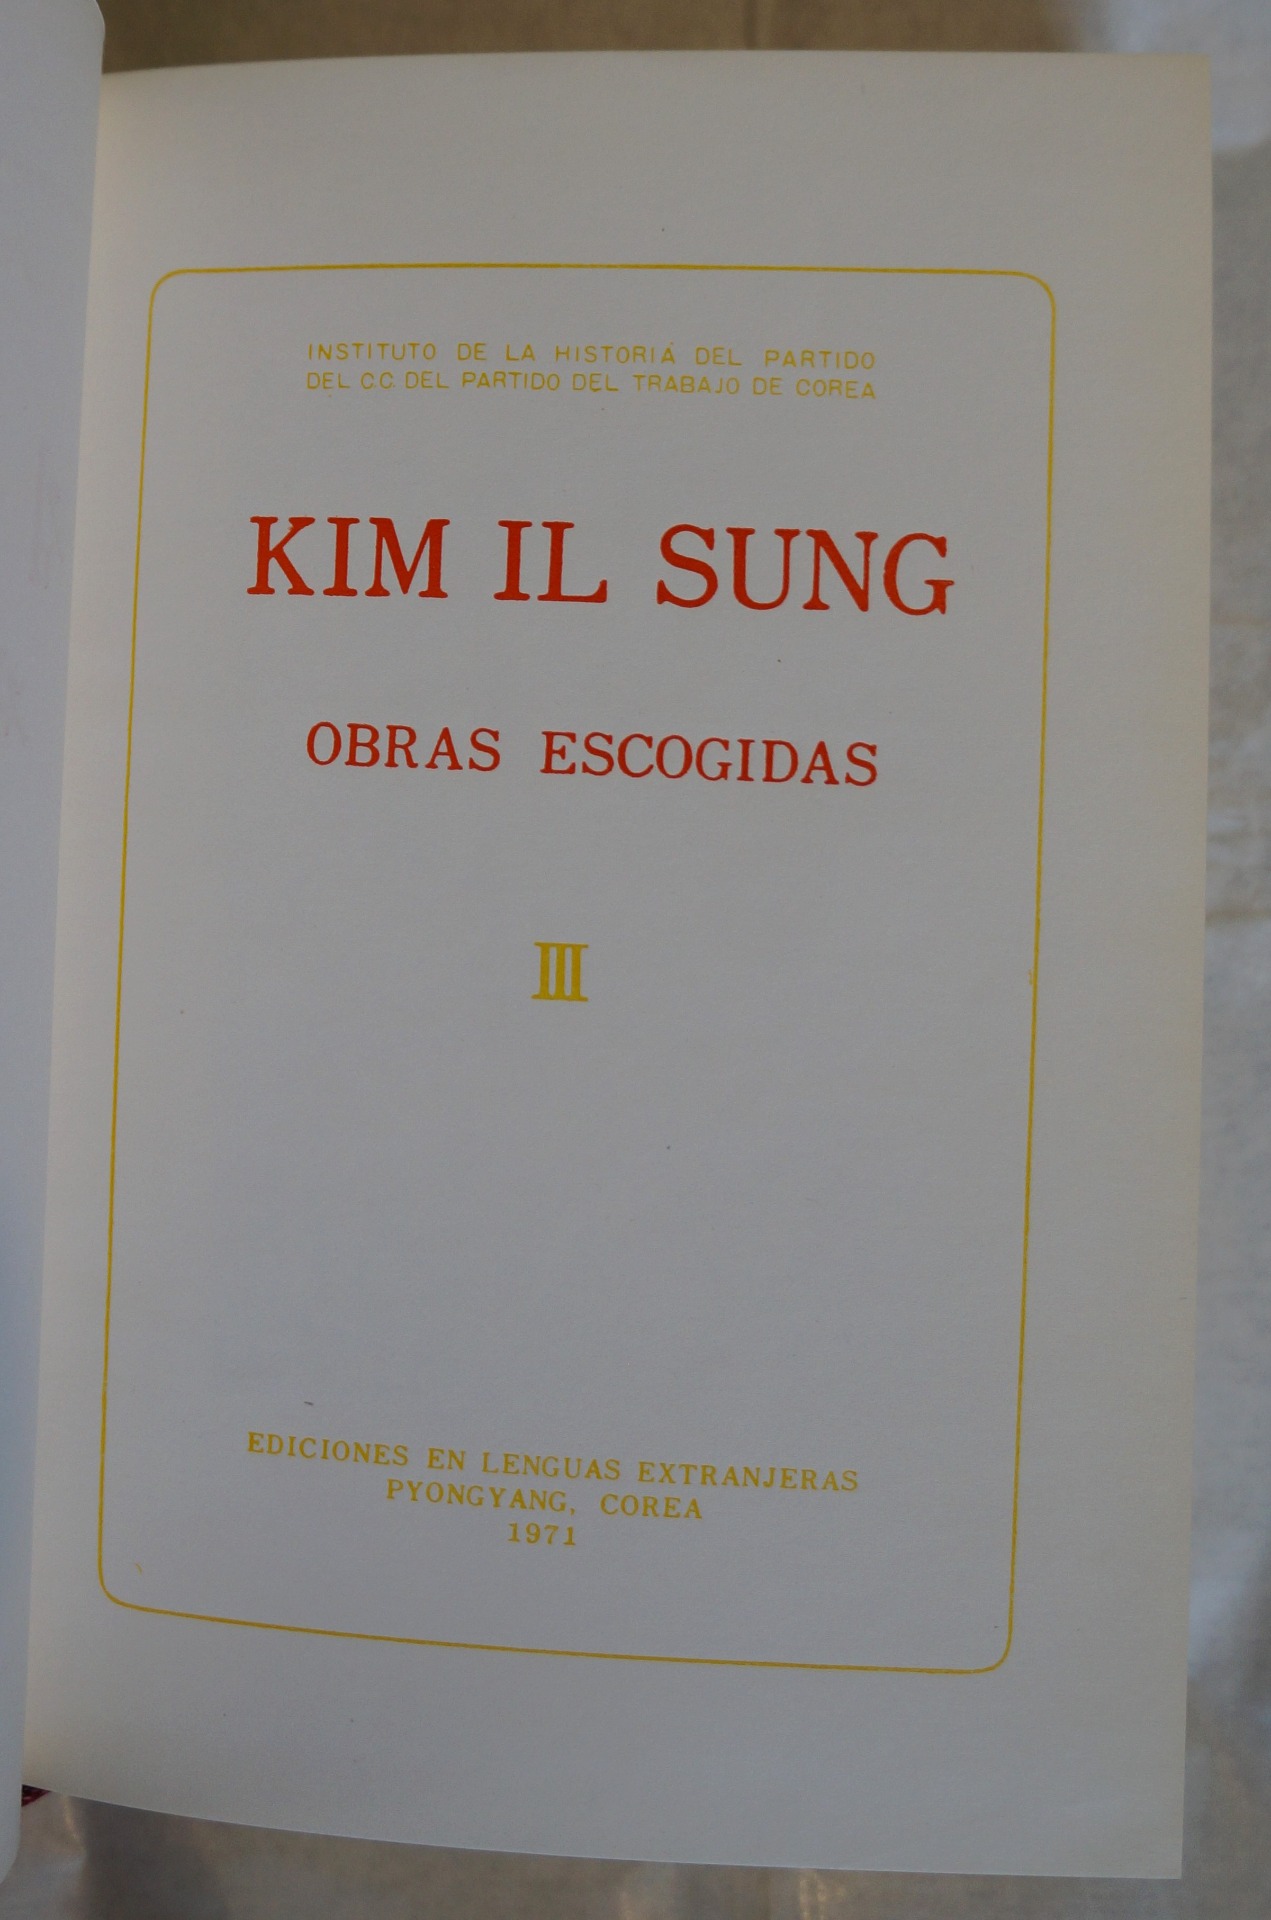 INSTITUTO DE LA HISTORIA DEL PARTIDO
DEL C.C. DEL PARTIDO DEL TRABAJO DE COREA
KIM IL SUNG
OBRAS ESCOGIDAS
III
EDICIONES EN LENGUAS EXTRANJERAS
PYONGYANG, COREA
1971